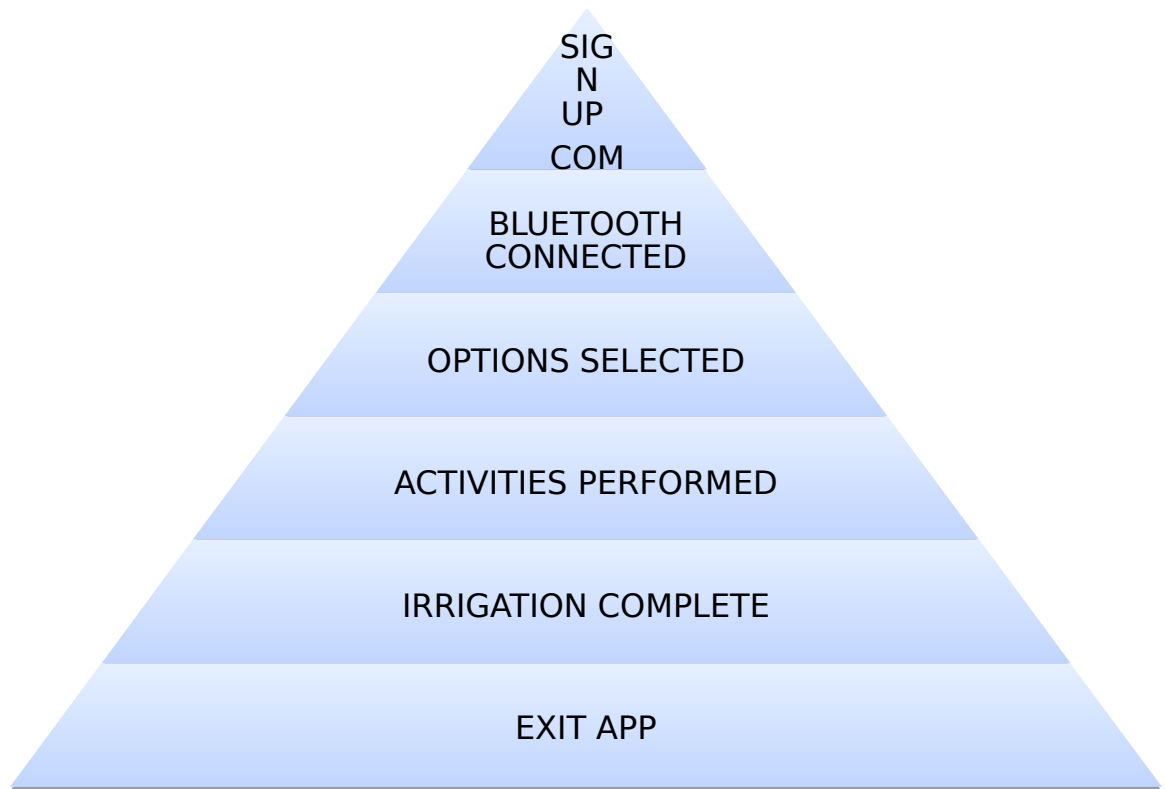 SIG
N
UP
COM
BLUETOOTH
CONNECTED
OPTIONS SELECTED
ACTIVITIES PERFORMED
IRRIGATION COMPLETE
EXIT APP